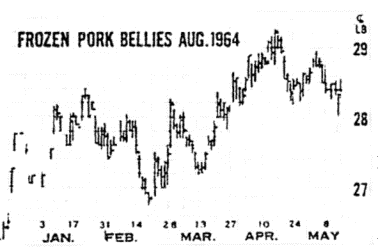 ¢
LB
FROZEN PORK BELLIES AUG.1964
29
28
27
3 17 31 14 28 13 27 10 24 8
JAN. FEB. MAR. APR. MAY